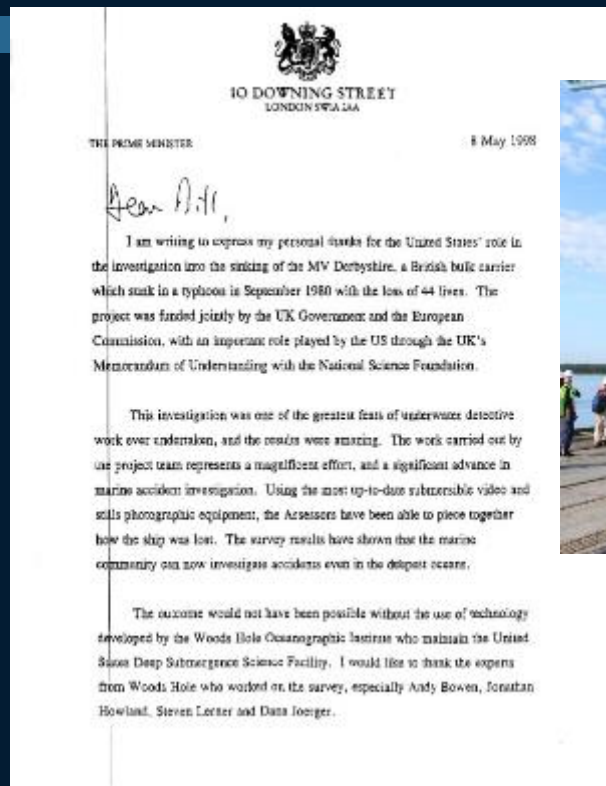 10 DOWNING STREET
LONDON SW1A 2AA
THE PRIME MINISTER
8 May 1998
Dear Bill,
I am writing to express my personal thanks for the United States' role in
the investigation into the sinking of the MV Derbyshire, a British bulk carrier
which sunk in a typhoon in September 1980 with the loss of 44 lives. The
project was funded jointly by the UK Government and the European
Commission, with an important role played by the US through the UK's
Memorandum of Understanding with the National Science Foundation.
This investigation was one of the greatest feats of underwater detective
work ever undertaken, and the results were amazing. The work carried out by
the project team represents a magnificent effort, and a significant advance in
marine accident investigation. Using the most up-to-date submersible video and
stills photographic equipment, the Assessors have been able to piece together
how the ship was lost. The survey results have shown that the marine
community can now investigate accidents even in the deepest oceans.
The outcome would not have been possible without the use of technology
developed by the Woods Hole Oceanographic Institute who maintain the United
States Deep Submergence Science Facility. I would like to thank the experts
from Woods Hole who worked on the survey, especially Andy Bowen, Jonathan
Howland, Steven Lerner and Dana Yoerger.